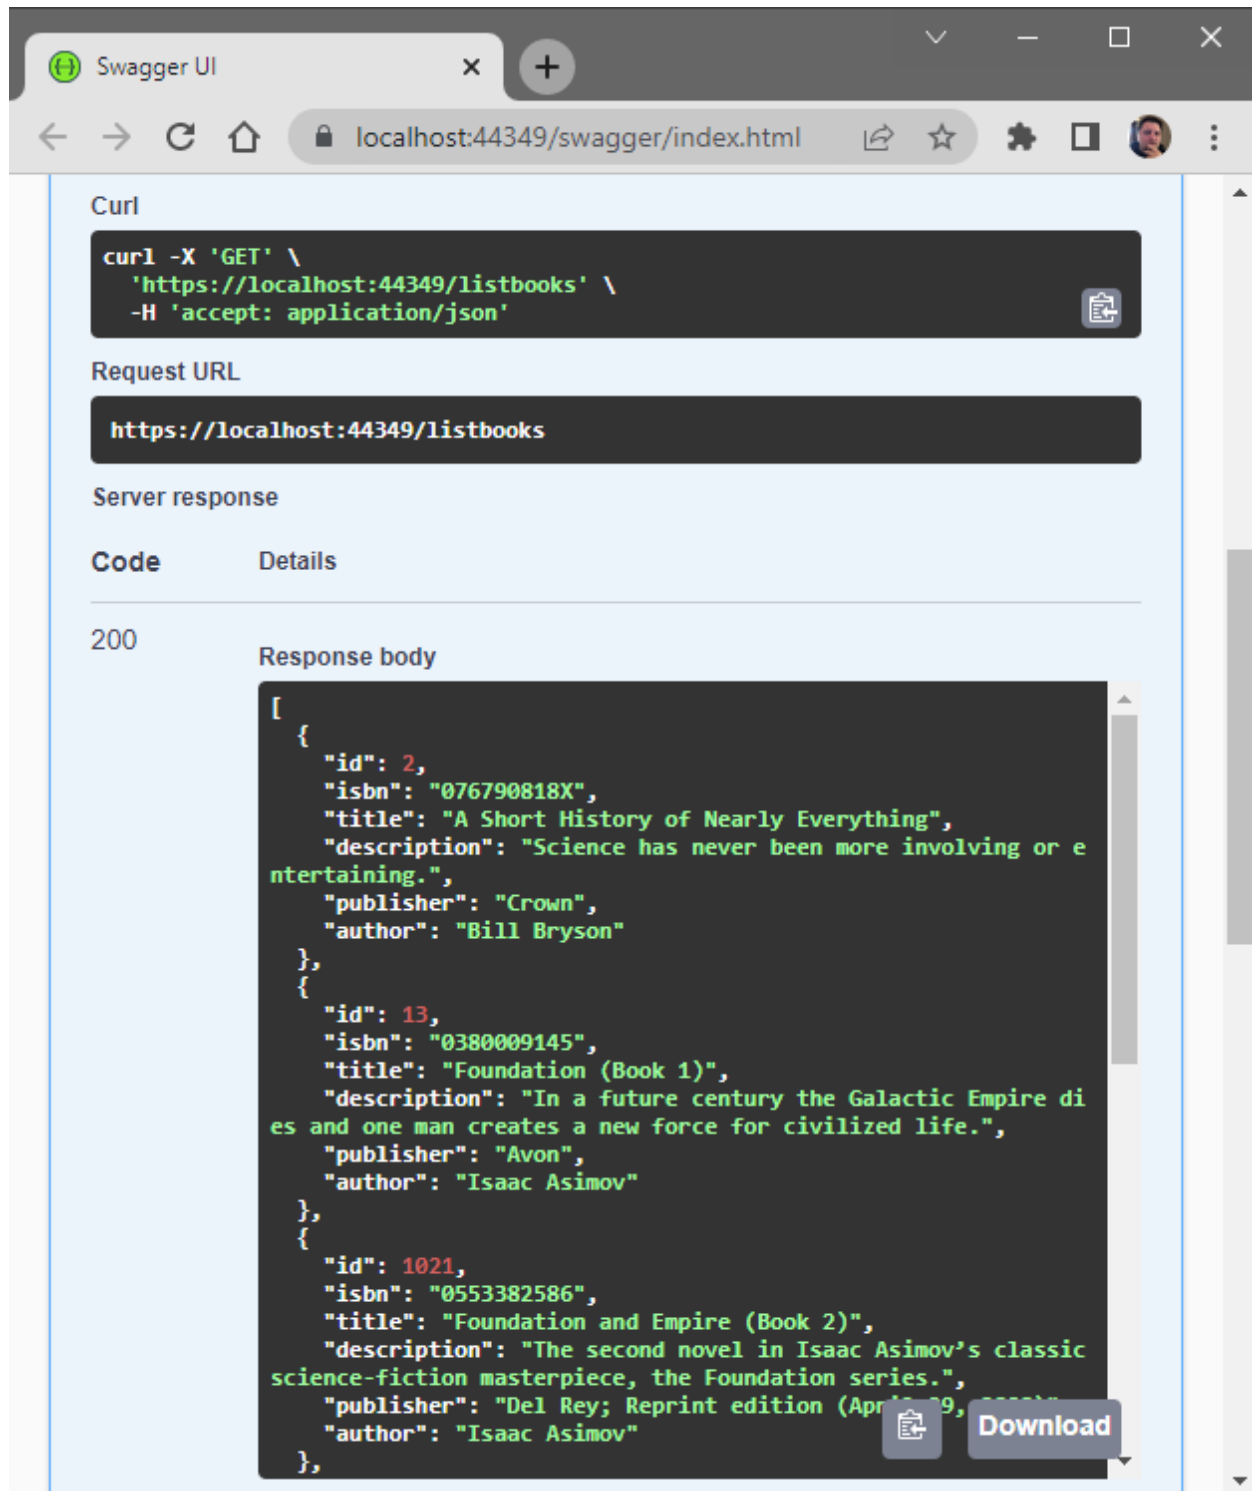 Swagger UI
localhost:44349/swagger/index.html
Curl
curl -X 'GET' \
  'https://localhost:44349/listbooks' \
  -H 'accept: application/json'
Request URL
https://localhost:44349/listbooks
Server response
Code Details
200
Response body
[
  {
    "id": 2,
    "isbn": "076790818X",
    "title": "A Short History of Nearly Everything",
    "description": "Science has never been more involving or e
ntertaining.",
    "publisher": "Crown",
    "author": "Bill Bryson"
  },
  {
    "id": 13,
    "isbn": "0380009145",
    "title": "Foundation (Book 1)",
    "description": "In a future century the Galactic Empire di
es and one man creates a new force for civilized life.",
    "publisher": "Avon",
    "author": "Isaac Asimov"
  },
  {
    "id": 1021,
    "isbn": "0553382586",
    "title": "Foundation and Empire (Book 2)",
    "description": "The second novel in Isaac Asimov’s classic
science-fiction masterpiece, the Foundation series.",
    "publisher": "Del Rey; Reprint edition
    "author": "Isaac Asimov"
  },
Download